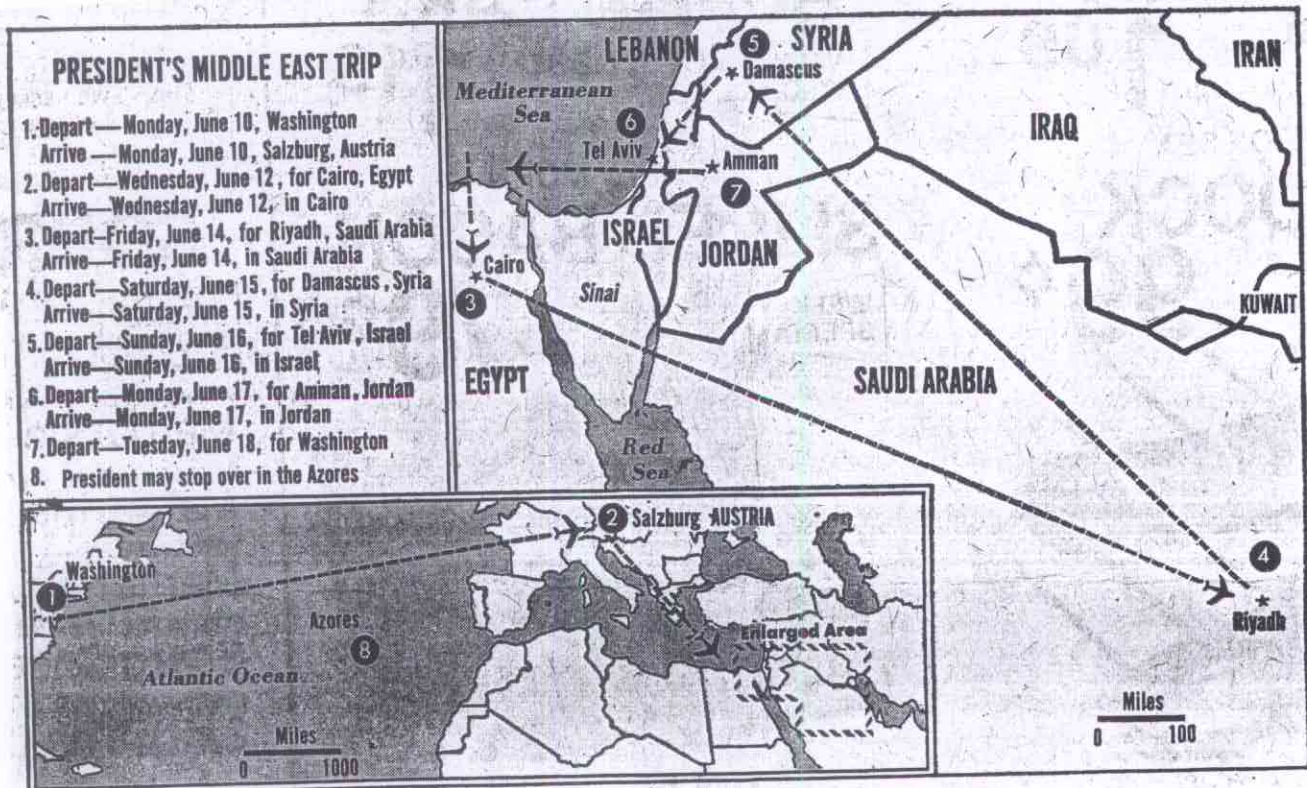 PRESIDENT'S MIDDLE EAST TRIP
1. Depart—Monday, June 10, Washington
Arrive—Monday, June 10, Salzburg, Austria
2. Depart—Wednesday, June 12, for Cairo, Egypt
Arrive—Wednesday, June 12, in Cairo
3. Depart—Friday, June 14, for Riyadh, Saudi Arabia
Arrive—Friday, June 14, in Saudi Arabia
4. Depart—Saturday, June 15, for Damascus, Syria
Arrive—Saturday, June 15, in Syria
5. Depart—Sunday, June 16, for Tel Aviv, Israel
Arrive—Sunday, June 16, in Israel
6. Depart—Monday, June 17, for Amman, Jordan
Arrive—Monday, June 17, in Jordan
7. Depart—Tuesday, June 18, for Washington
8. President may stop over in the Azores
LEBANON
5
SYRIA
Damascus
IRAN
Mediterranean
Sea
6
IRAQ
Tel Aviv
Amman
7
ISRAEL
JORDAN
Cairo
3
Sinai
KUWAIT
EGYPT
SAUDI ARABIA
Red
Sea
4
Riyadh
Miles
0 100
2 Salzburg AUSTRIA
Washington
1
Azores
8
Enlarged Area
Atlantic Ocean
Miles
0 1000